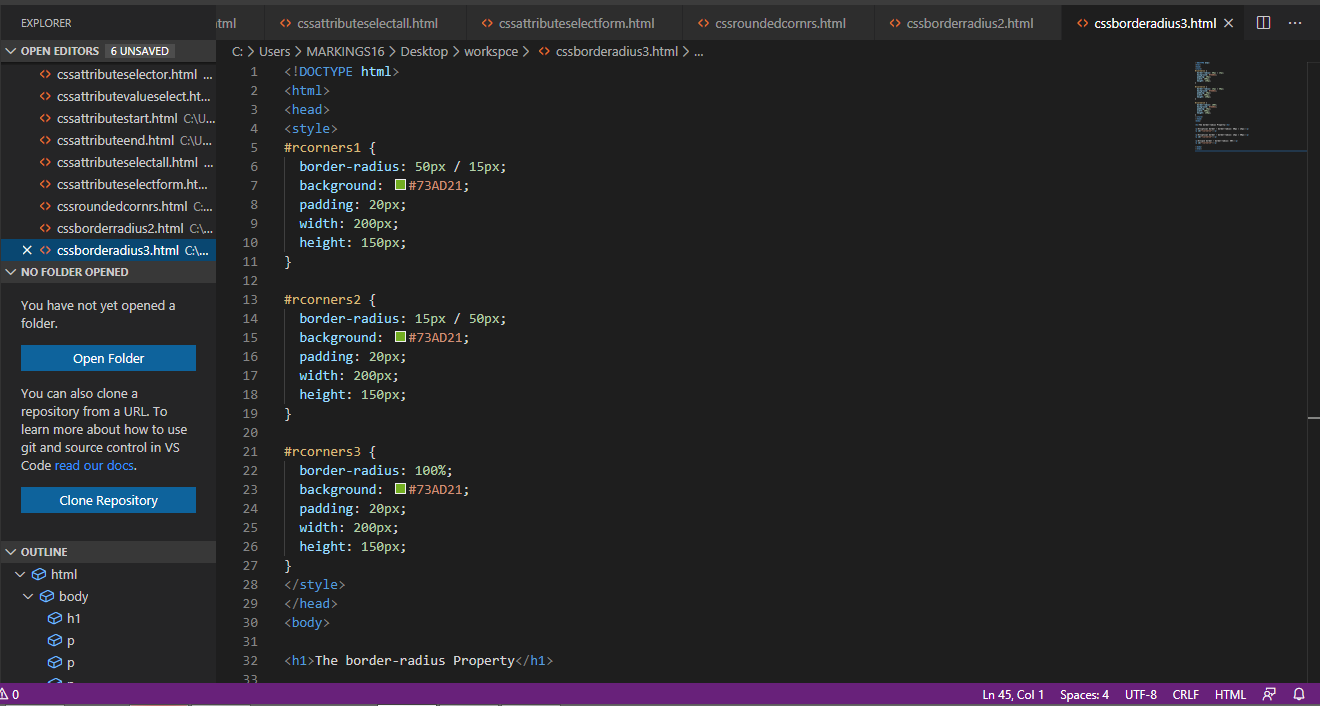 EXPLORER
tml
cssattributeselectall.html
cssattributeselectform.html
cssroundedcornrs.html
cssborderradius2.html
cssborderadius3.html
OPEN EDITORS 6 UNSAVED
C: > Users > MARKINGS16 > Desktop > workspce > cssborderadius3.html > ...
cssattributeselector.html ...
cssattributevalueselect.ht...
cssattributestart.html C:\U...
cssattributeend.html C:\U...
cssattributeselectall.html ...
cssattributeselectform.ht...
cssroundedcornrs.html C:...
cssborderradius2.html C:\...
cssborderadius3.html C:\...
NO FOLDER OPENED
You have not yet opened a
folder.
Open Folder
You can also clone a
repository from a URL. To
learn more about how to use
git and source control in VS
Code read our docs.
Clone Repository
OUTLINE
html
body
h1
p
p
1 <!DOCTYPE html>
2 <html>
3 <head>
4 <style>
5 #rcorners1 {
6 border-radius: 50px / 15px;
7 background: #73AD21;
8 padding: 20px;
9 width: 200px;
10 height: 150px;
11 }
12
13 #rcorners2 {
14 border-radius: 15px / 50px;
15 background: #73AD21;
16 padding: 20px;
17 width: 200px;
18 height: 150px;
19 }
20
21 #rcorners3 {
22 border-radius: 100%;
23 background: #73AD21;
24 padding: 20px;
25 width: 200px;
26 height: 150px;
27 }
28 </style>
29 </head>
30 <body>
31
32 <h1>The border-radius Property</h1>
33
0
Ln 45, Col 1
Spaces: 4
UTF-8
CRLF
HTML